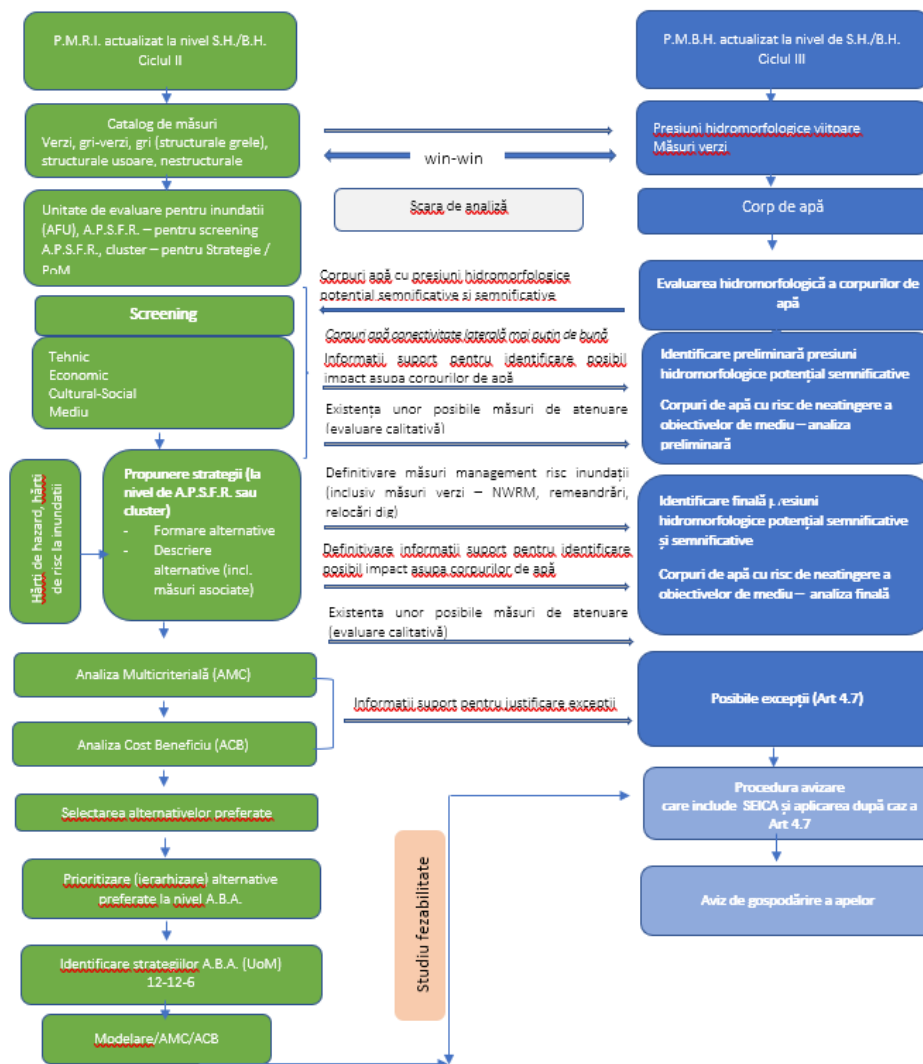 P.M.R.I. actualizat la nivel S.H./B.H.
Ciclul II
Catalog de măsuri
Verzi, gri-verzi, gri (structurale grele),
structurale usoare, nestructurale
Unitate de evaluare pentru inundatii
(AFU), A.P.S.F.R. – pentru screening
A.P.S.F.R., cluster – pentru Strategie /
PoM
Screening
Tehnic
Economic
Cultural-Social
Mediu
Hărti de hazard, hărti
de risc la inundatii
Propunere strategii (la
nivel de A.P.S.F.R. sau
cluster)
- Formare alternative
- Descriere
alternative (incl.
măsuri asociate)
Analiza Multicriterială (AMC)
Analiza Cost Beneficiu (ACB)
Selectarea alternativelor preferate
Prioritizare (ierarhizare) alternative
preferate la nivel A.B.A.
Identificare strategiilor A.B.A. (UoM)
12-12-6
Modelare/AMC/ACB
win-win
Scara de analiză
Corpuri apă cu presiuni hidromorfologice
potential semnificative si semnificative
Corpuri apă conectivitate laterală mai putin de bună
Informatii suport pentru identificare posibil
impact asupa corpurilor de apă
Existența unor posibile măsuri de atenuare
(evaluare calitativă)
Definitivare măsuri management risc inundații
(inclusiv măsuri verzi – NWRM, remeandrări,
relocări dig)
Definitivare informatii suport pentru identificare
posibil impact asupa corpurilor de apă
Existenta unor posibile măsuri de atenuare
(evaluare calitativă)
Informatii suport pentru justificare exceptii
Studiu fezabilitate
P.M.B.H. actualizat la nivel de S.H./B.H.
Ciclul III
Presiuni hidromorfologice viitoare
Măsuri verzi
Corp de apă
Evaluarea hidromorfologică a corpurilor de
apă
Identificare preliminară presiuni
hidromorfologice potențial semnificative
Corpuri de apă cu risc de neatingere a
obiectivelor de mediu – analiza
preliminară
Identificare finală presiuni
hidromorfologice potențial semnificative
și semnificative
Corpuri de apă cu risc de neatingere a
obiectivelor de mediu – analiza finală
Posibile excepții (Art 4.7)
Procedura avizare
care include SEICA și aplicarea după caz a
Art 4.7
Aviz de gospodărire a apelor